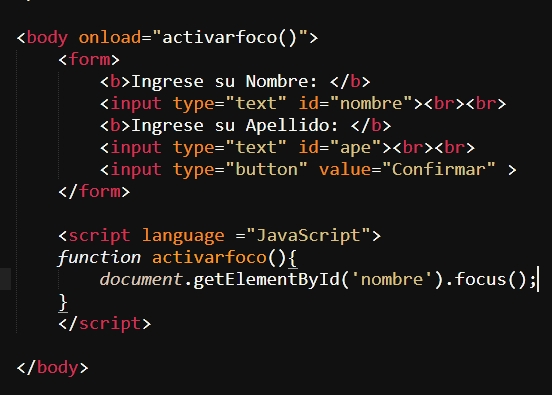 <body onload="activarfoco()">
<form>
<b>Ingrese su Nombre: </b>
<input type="text" id="nombre"><br><br>
<b>Ingrese su Apellido: </b>
<input type="text" id="ape"><br><br>
<input type="button" value="Confirmar" >
</form>
<script language ="JavaScript">
function activarfoco(){
document.getElementById('nombre').focus();
}
</script>
</body>